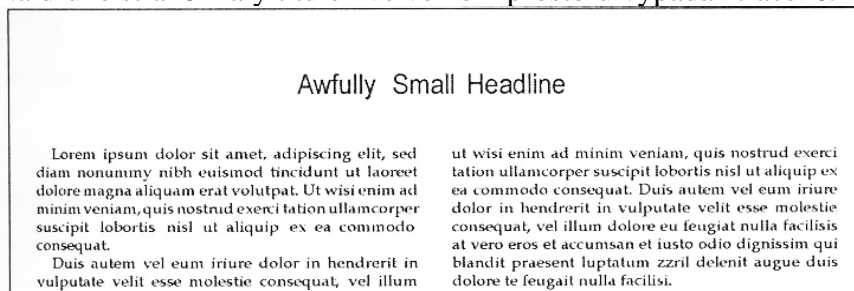 Awfully Small Headline
Lorem ipsum dolor sit amet, adipiscing elit, sed
diam nonummy nibh euismod tincidunt ut laoreet
dolore magna aliquam erat volutpat. Ut wisi enim ad
minim veniam, quis nostrud exerci tation ullamcorper
suscipit lobortis nisl ut aliquip ex ea commodo
consequat.
Duis autem vel eum iriure dolor in hendrerit in
vulputate velit esse molestie consequat, vel illum
ut wisi enim ad minim veniam, quis nostrud exerci
tation ullamcorper suscipit lobortis nisl ut aliquip ex
ea commodo consequat. Duis autem vel eum iriure
dolor in hendrerit in vulputate velit esse molestie
consequat, vel illum dolore eu feugiat nulla facilisis
at vero eros et accumsan et iusto odio dignissim qui
blandit praesent luptatum zzril delenit augue duis
dolore te feugait nulla facilisi.